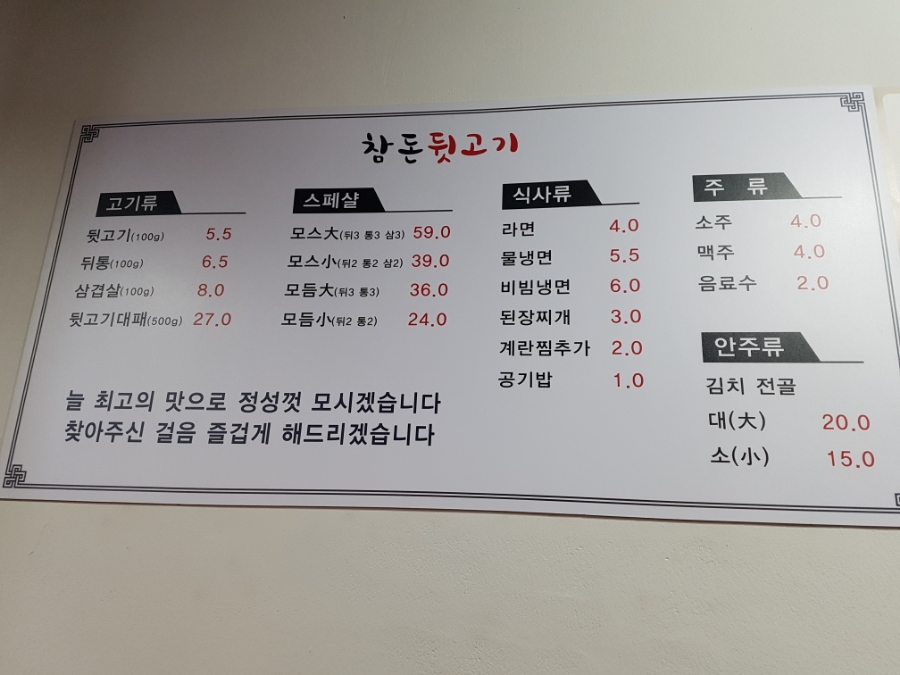 참돈뒷고기
고기류
뒷고기(100g) 5.5
뒤통(100g) 6.5
삼겹살(100g) 8.0
뒷고기대패(500g) 27.0
스페샬
모스大(뒤3 통3 삼3) 59.0
모스小(뒤2 통2 삼2) 39.0
모듬大(뒤3 통3) 36.0
모듬小(뒤2 통2) 24.0
식사류
라면 4.0
물냉면 5.5
비빔냉면 6.0
된장찌개 3.0
계란찜추가 2.0
공기밥 1.0
주 류
소주 4.0
맥주 4.0
음료수 2.0
안주류
김치 전골
대(大) 20.0
소(小) 15.0
늘 최고의 맛으로 정성껏 모시겠습니다
찾아주신 걸음 즐겁게 해드리겠습니다